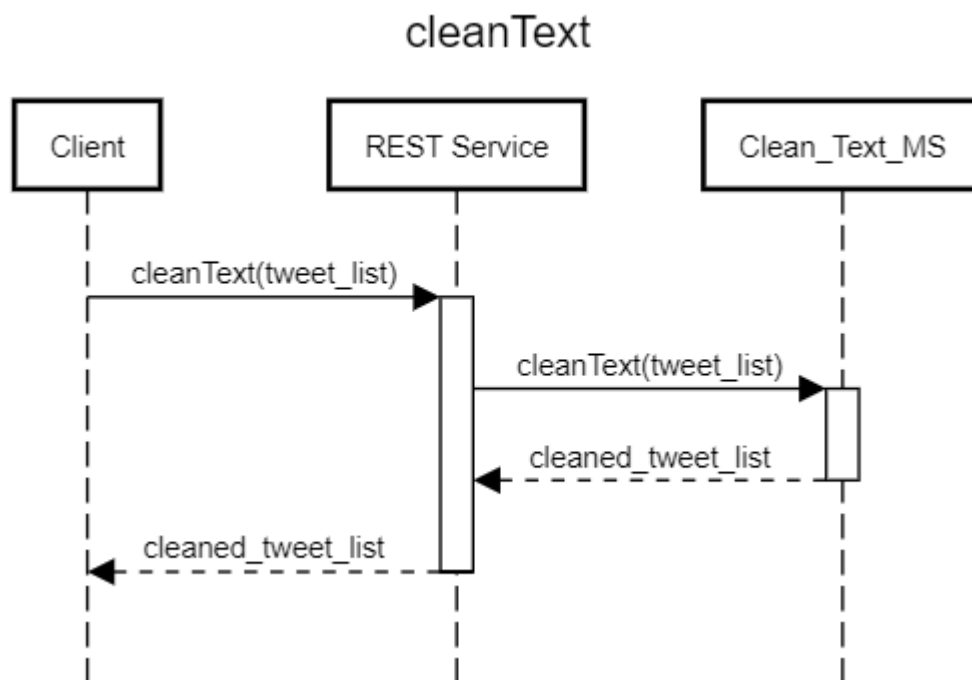 cleanText
Client
REST Service
Clean_Text_MS
cleanText(tweet_list)
cleanText(tweet_list)
cleaned_tweet_list
cleaned_tweet_list